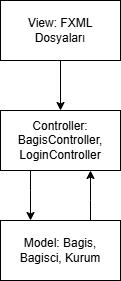 View: FXML
Dosyaları
Controller:
BagisController,
LoginController
Model: Bagis,
Bagisci, Kurum